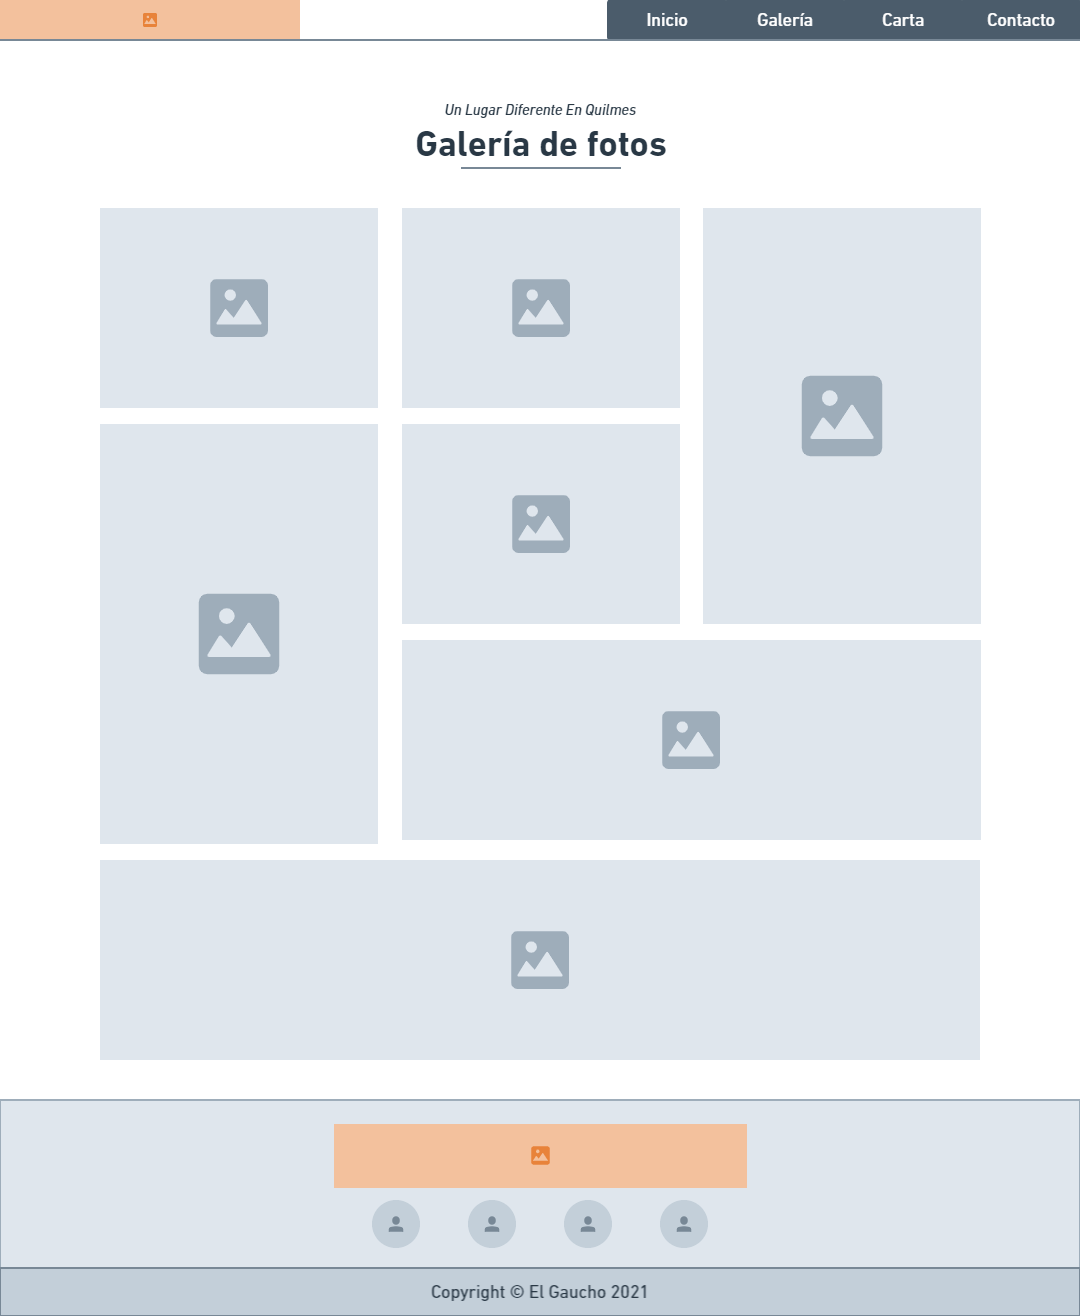 Inicio Galería Carta Contacto
Un Lugar Diferente En Quilmes
Galería de fotos
Copyright © El Gaucho 2021